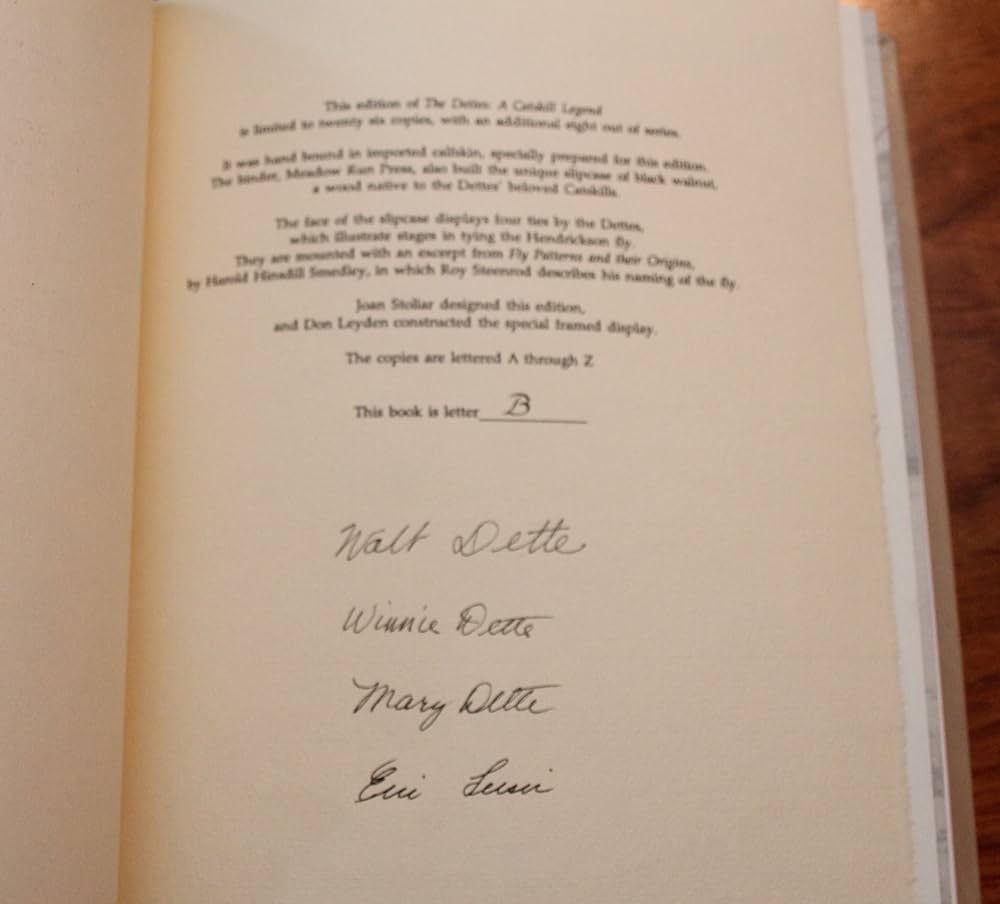 This edition of The Dettes: A Catskill Legend
is limited to twenty six copies, with an additional eight out of series.
It was hand bound in imported calfskin, specially prepared for this edition.
The binder, Meadow Run Press, also built the unique slipcase of black walnut,
a wood native to the Dettes' beloved Catskills.
The face of the slipcase displays four ties by the Dettes,
which illustrate stages in tying the Hendrickson fly.
They are mounted with an excerpt from Fly Patterns and their Origins,
by Harold Hinsdill Smedley, in which Roy Steenrod describes his naming of the fly.
Joan Stoliar designed this edition,
and Don Leyden constructed the special framed display.
The copies are lettered A through Z
This book is letter B
Walt Dette
Winnie Dette
Mary Dette
Eric